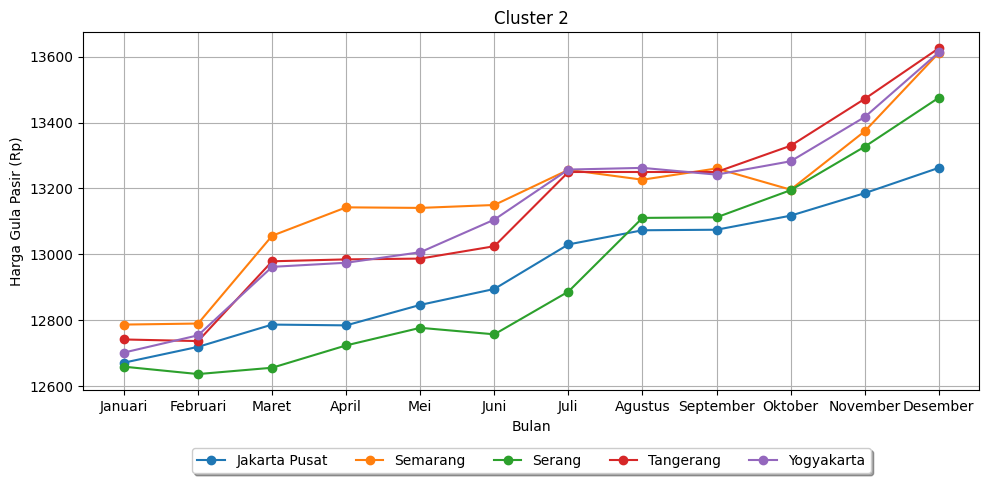 Cluster 2
Harga Gula Pasir (Rp)
13600
13400
13200
13000
12800
12600
Januari Februari Maret April Mei Juni Juli Agustus September Oktober November Desember
Bulan
Jakarta Pusat Semarang Serang Tangerang Yogyakarta